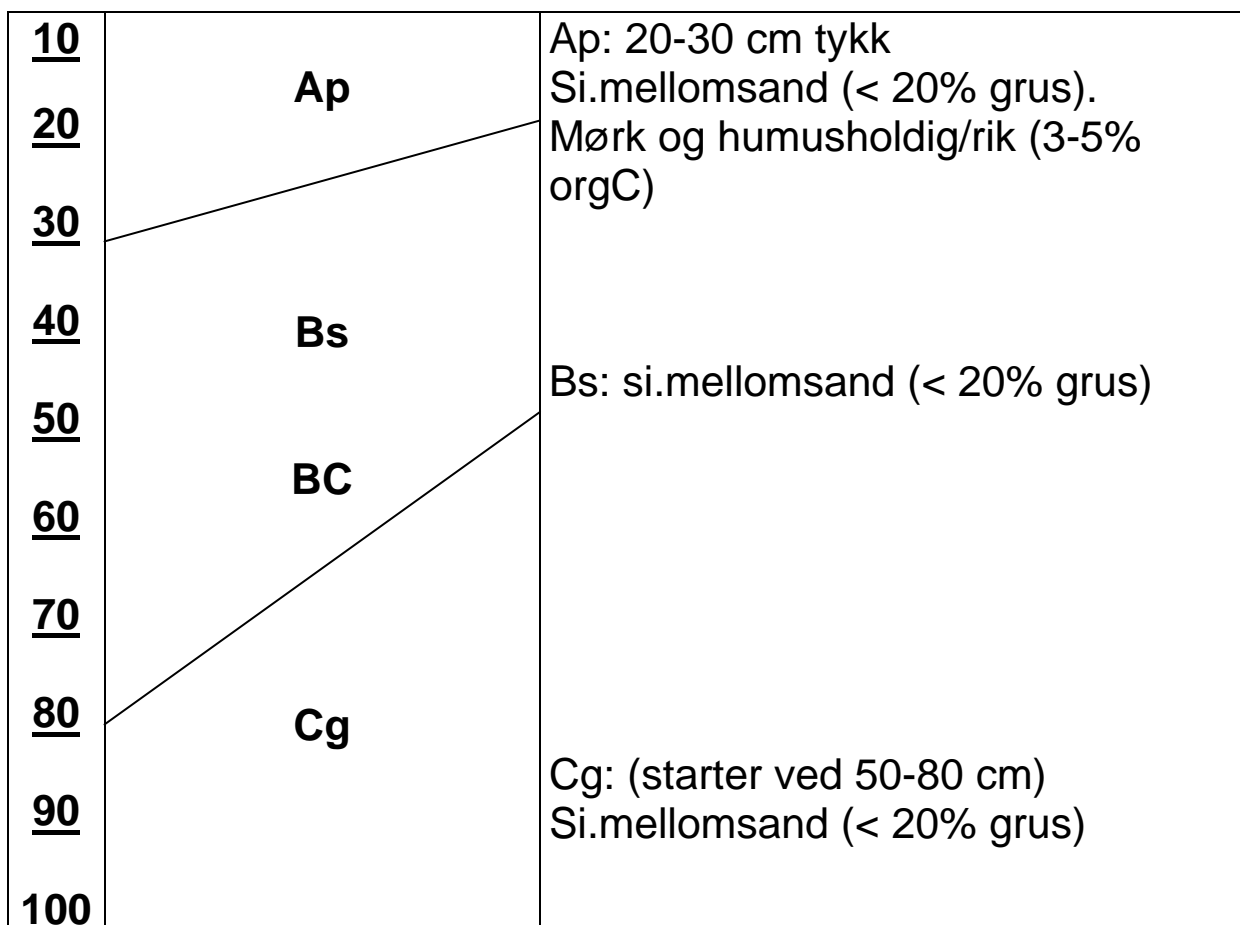 10
20
30
40
50
60
70
80
90
100
Ap
Bs
BC
Cg
Ap: 20-30 cm tykk
Si.mellomsand (< 20% grus).
Mørk og humusholdig/rik (3-5%
orgC)
Bs: si.mellomsand (< 20% grus)
Cg: (starter ved 50-80 cm)
Si.mellomsand (< 20% grus)